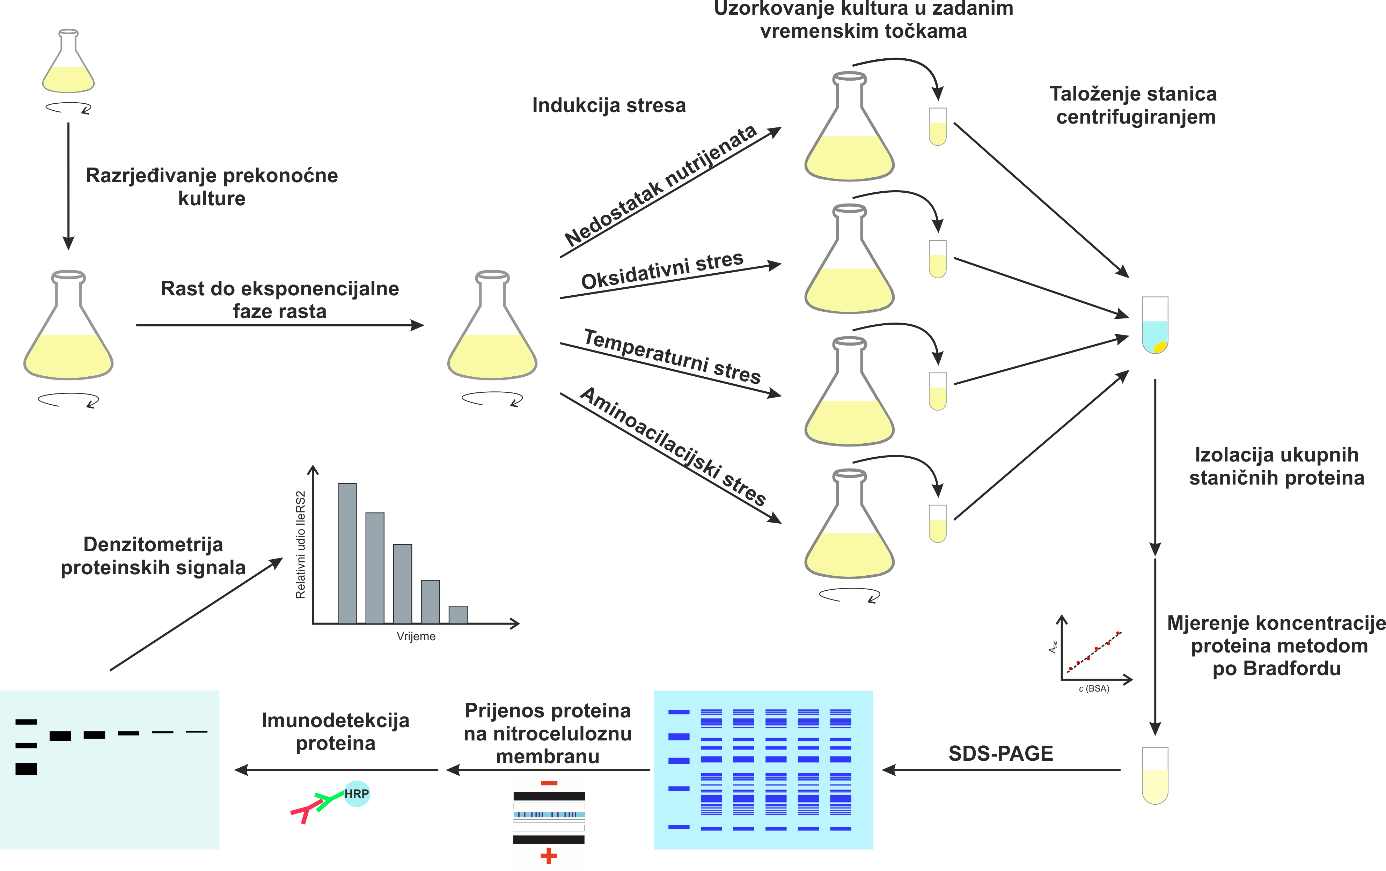 Uzorkovanje kultura u zadanim
vremenskim točkama
Indukcija stresa
Taloženje stanica
centrifugiranjem
Razrjeđivanje prekonoćne
kulture
Rast do eksponencijalne
faze rasta
Nedostatak nutrijenata
Oksidativni stres
Temperaturni stres
Aminoacilacijski stres
Izolacija ukupnih
staničnih proteina
Mjerenje koncentracije
proteina metodom
po Bradfordu
c (BSA)
SDS-PAGE
Prijenos proteina
na nitroceluloznu
membranu
−
+
Imunodetekcija
proteina
HRP
Denzitometrija
proteinskih signala
Relativni udio IleRS2
Vrijeme